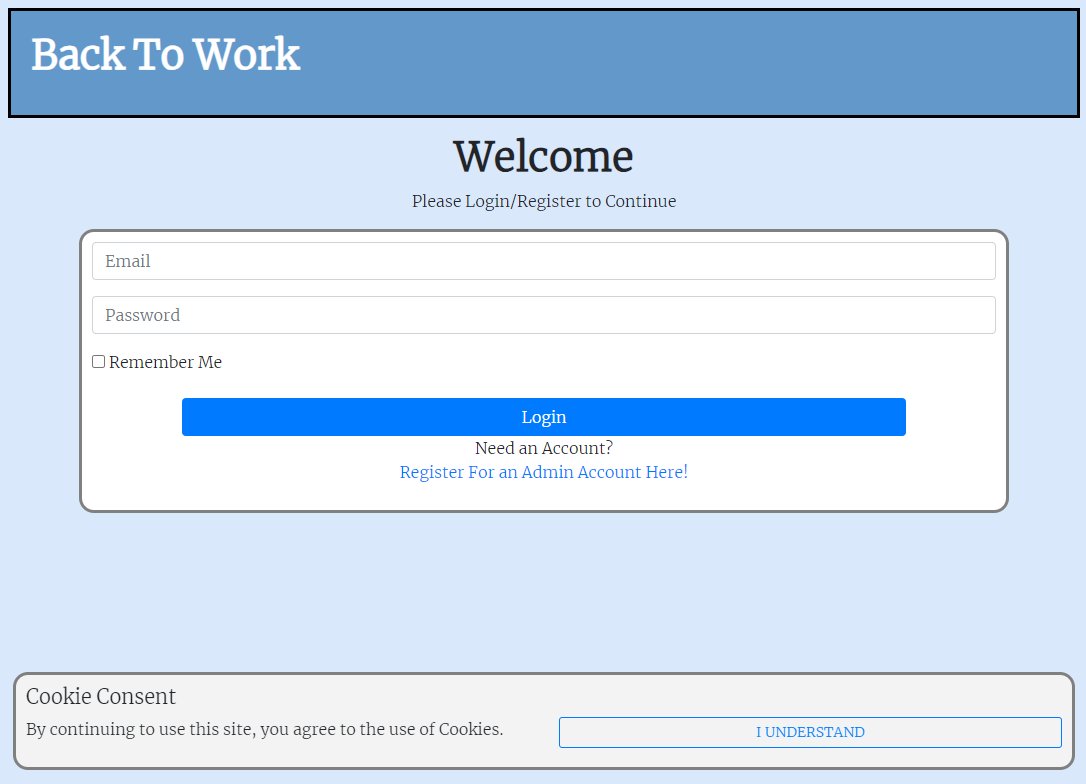 Back To Work
Welcome
Please Login/Register to Continue
Email
Password
Remember Me
Login
Need an Account?
Register For an Admin Account Here!
Cookie Consent
By continuing to use this site, you agree to the use of Cookies.
I UNDERSTAND